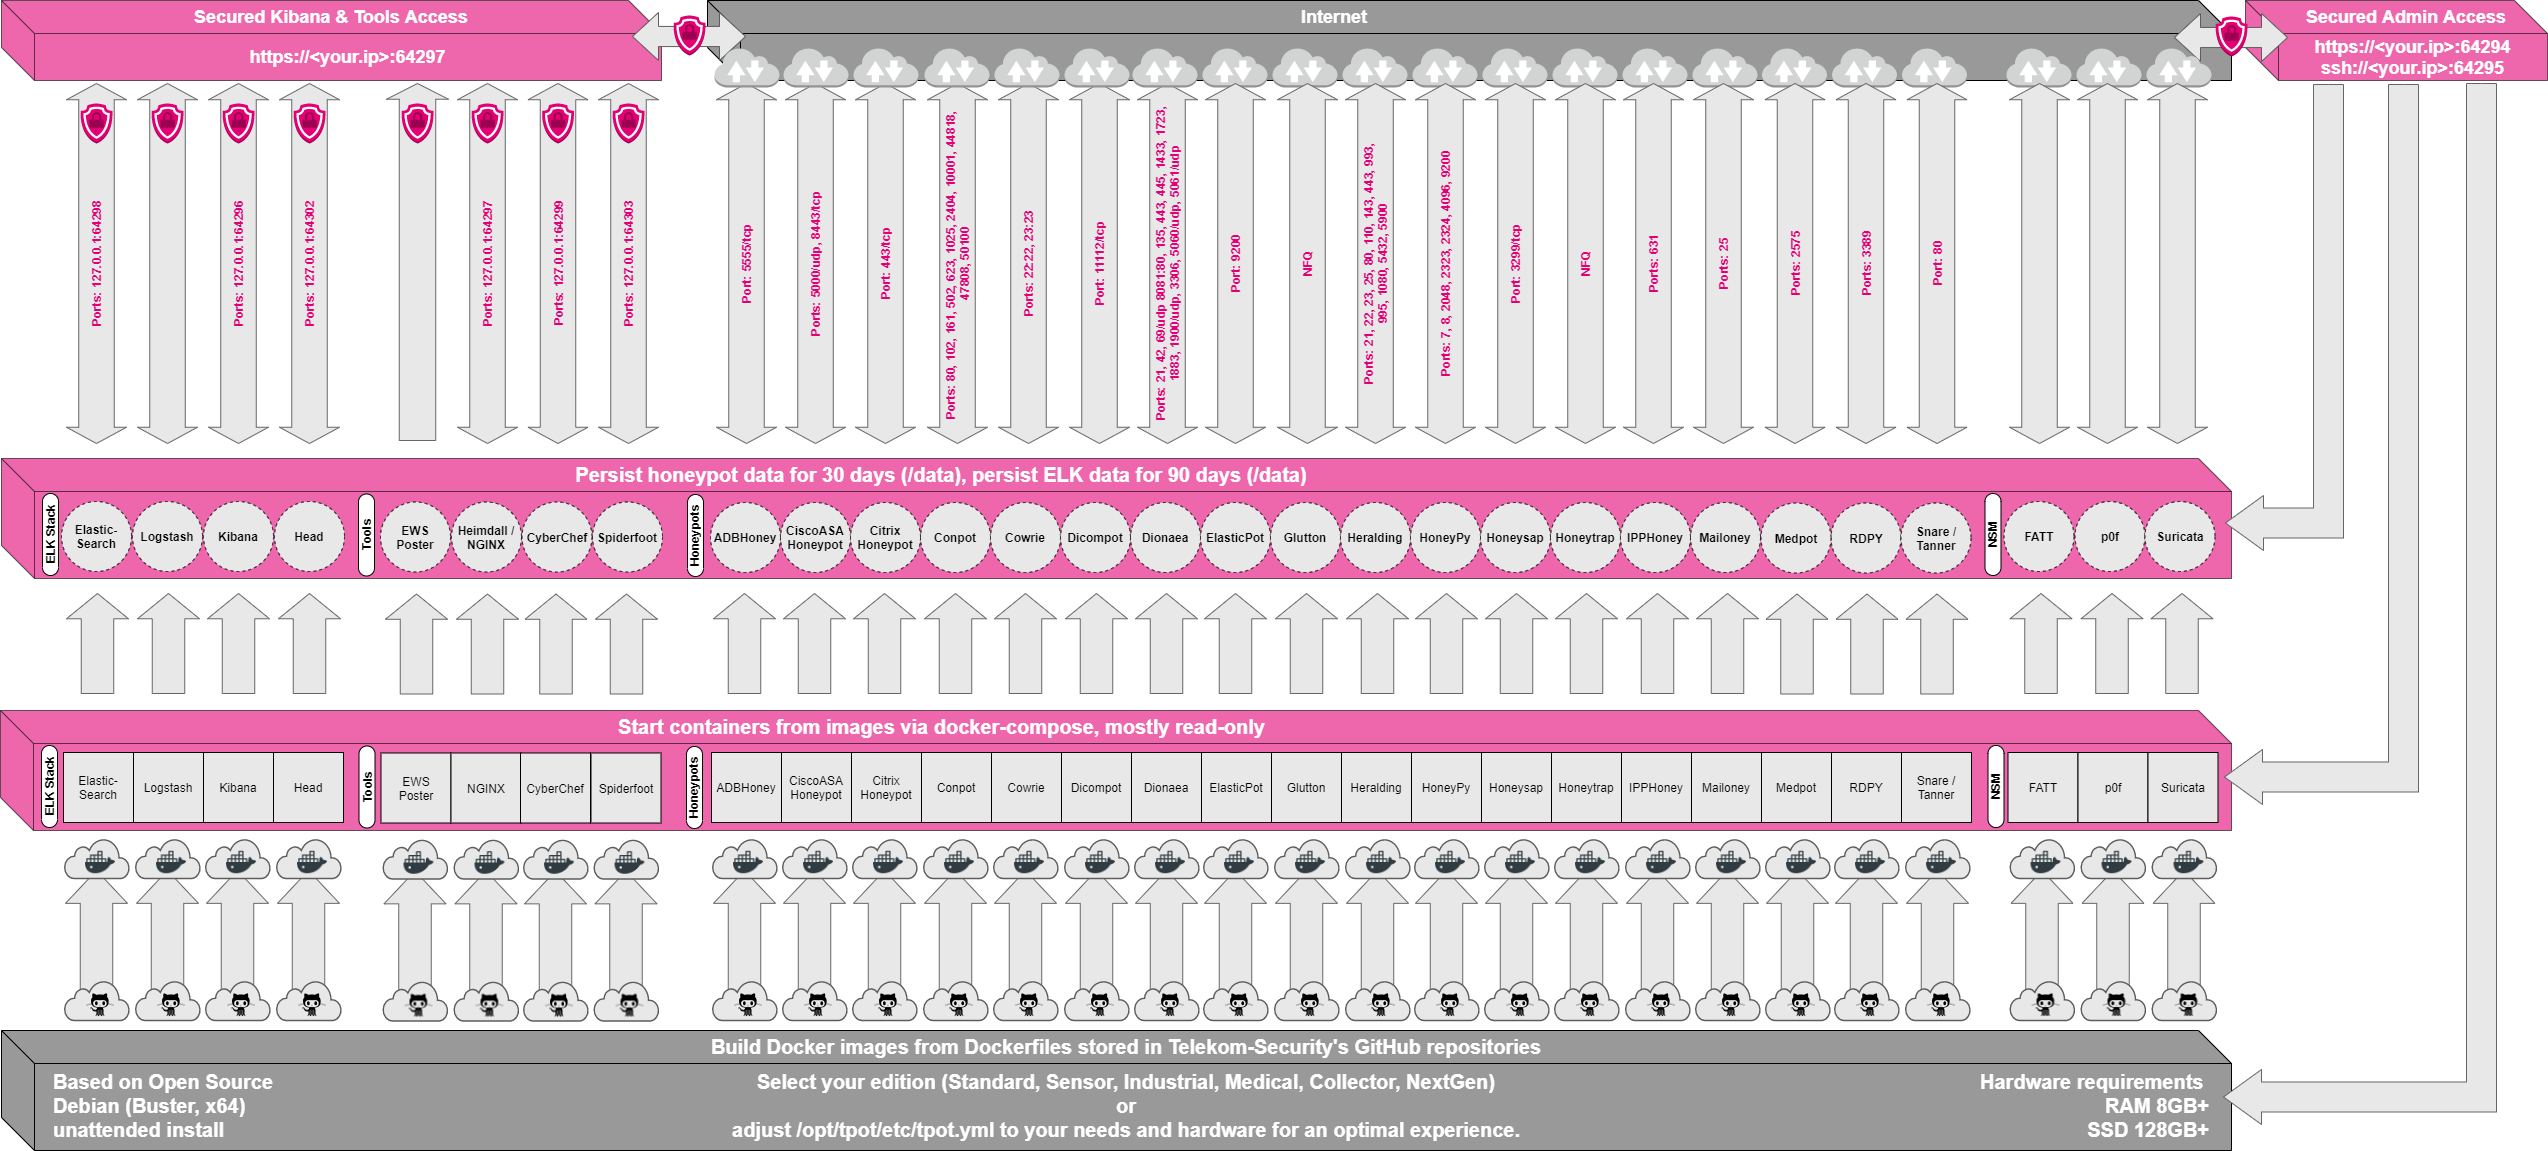 Secured Kibana & Tools Access
https://<your.ip>:64297
Internet
Secured Admin Access
https://<your.ip>:64294
ssh://<your.ip>:64295
Ports: 127.0.0.1:64298
Ports: 127.0.0.1:64296
Ports: 127.0.0.1:64302
Ports: 127.0.0.1:64297
Ports: 127.0.0.1:64299
Ports: 127.0.0.1:64303
Port: 5555/tcp
Ports: 5000/udp, 8443/tcp
Port: 443/tcp
Ports: 80, 102, 161, 502, 623, 1025, 2404, 10001, 44818,
47808, 50100
Ports: 22:22, 23:23
Port: 11112/tcp
Ports: 21, 42, 69/udp 8081:80, 135, 443, 445, 1433, 1723,
1883, 1900/udp, 3306, 5060/udp, 5061/udp
Port: 9200
NFQ
Ports: 21, 22, 23, 25, 80, 110, 143, 443, 993,
995, 1080, 5432, 5900
Ports: 7, 8, 2048, 2323, 2324, 4096, 9200
Port: 3299/tcp
NFQ
Ports: 631
Ports: 25
Ports: 2575
Ports: 3389
Port: 80
Persist honeypot data for 30 days (/data), persist ELK data for 90 days (/data)
ELK Stack
Elastic-
Search
Logstash
Kibana
Head
Tools
EWS
Poster
Heimdall /
NGINX
CyberChef
Spiderfoot
Honeypots
ADBHoney
CiscoASA
Honeypot
Citrix
Honeypot
Conpot
Cowrie
Dicompot
Dionaea
ElasticPot
Glutton
Heralding
HoneyPy
Honeysap
Honeytrap
IPPHoney
Mailoney
Medpot
RDPY
Snare /
Tanner
NSM
FATT
p0f
Suricata
Start containers from images via docker-compose, mostly read-only
ELK Stack
Elastic-
Search
Logstash
Kibana
Head
Tools
EWS
Poster
NGINX
CyberChef
Spiderfoot
Honeypots
ADBHoney
CiscoASA
Honeypot
Citrix
Honeypot
Conpot
Cowrie
Dicompot
Dionaea
ElasticPot
Glutton
Heralding
HoneyPy
Honeysap
Honeytrap
IPPHoney
Mailoney
Medpot
RDPY
Snare /
Tanner
NSM
FATT
p0f
Suricata
Build Docker images from Dockerfiles stored in Telekom-Security's GitHub repositories
Based on Open Source
Debian (Buster, x64)
unattended install
Select your edition (Standard, Sensor, Industrial, Medical, Collector, NextGen)
or
adjust /opt/tpot/etc/tpot.yml to your needs and hardware for an optimal experience.
Hardware requirements
RAM 8GB+
SSD 128GB+